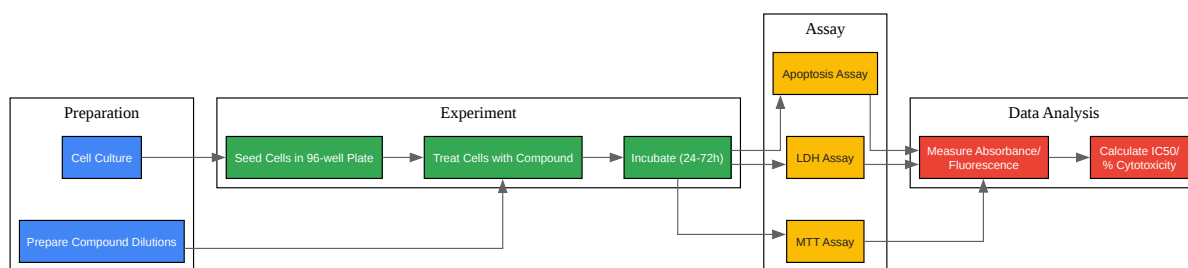 Preparation
Cell Culture
Prepare Compound Dilutions
Experiment
Seed Cells in 96-well Plate
Treat Cells with Compound
Incubate (24-72h)
Assay
Apoptosis Assay
LDH Assay
MTT Assay
Data Analysis
Measure Absorbance/
Fluorescence
Calculate IC50/
% Cytotoxicity